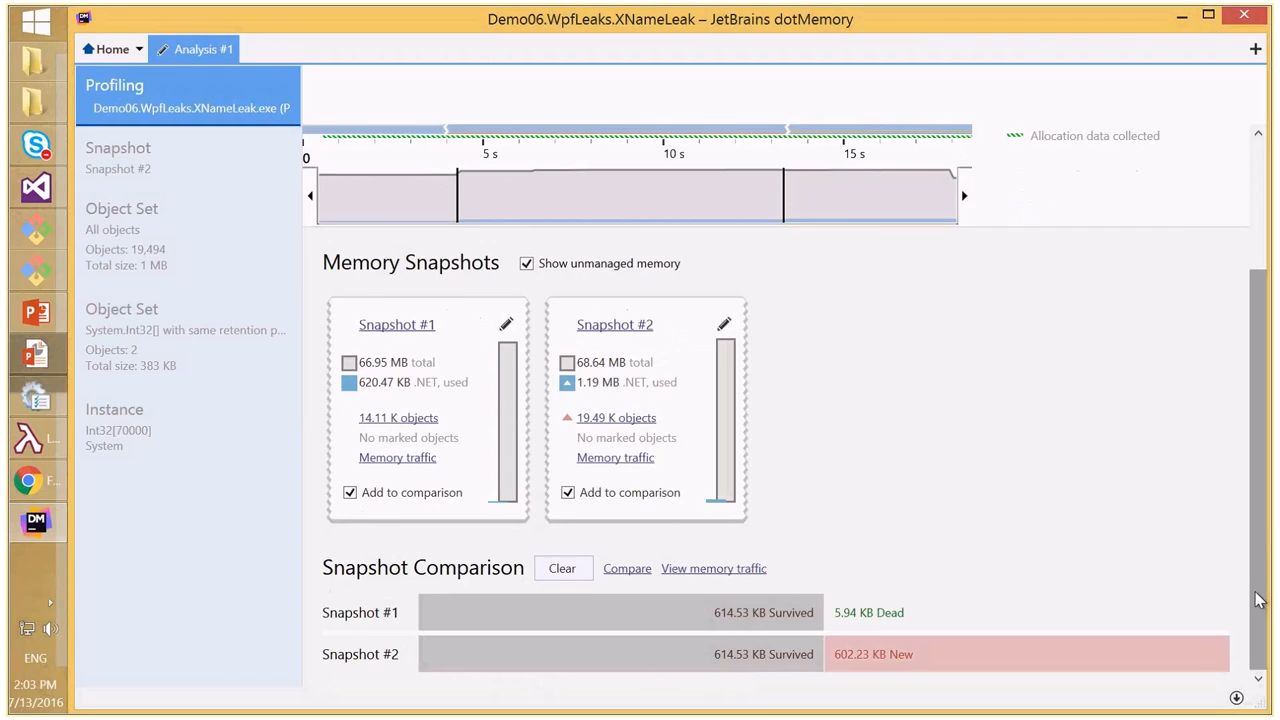 Demo06.WpfLeaks.XNameLeak – JetBrains dotMemory
Home
Analysis #1
Profiling
Demo06.WpfLeaks.XNameLeak.exe (P
Snapshot
Snapshot #2
Object Set
All objects
Objects: 19,494
Total size: 1 MB
Object Set
System.Int32[] with same retention p...
Objects: 2
Total size: 383 KB
Instance
Int32[70000]
System
Allocation data collected
0
5 s
10 s
15 s
Memory Snapshots
Show unmanaged memory
Snapshot #1
66.95 MB total
620.47 KB .NET, used
14.11 K objects
No marked objects
Memory traffic
Add to comparison
Snapshot #2
68.64 MB total
1.19 MB .NET, used
19.49 K objects
No marked objects
Memory traffic
Add to comparison
Snapshot Comparison
Clear
Compare
View memory traffic
Snapshot #1
614.53 KB Survived
5.94 KB Dead
Snapshot #2
614.53 KB Survived
602.23 KB New
L...
F...
DM
ENG
2:03 PM
7/13/2016